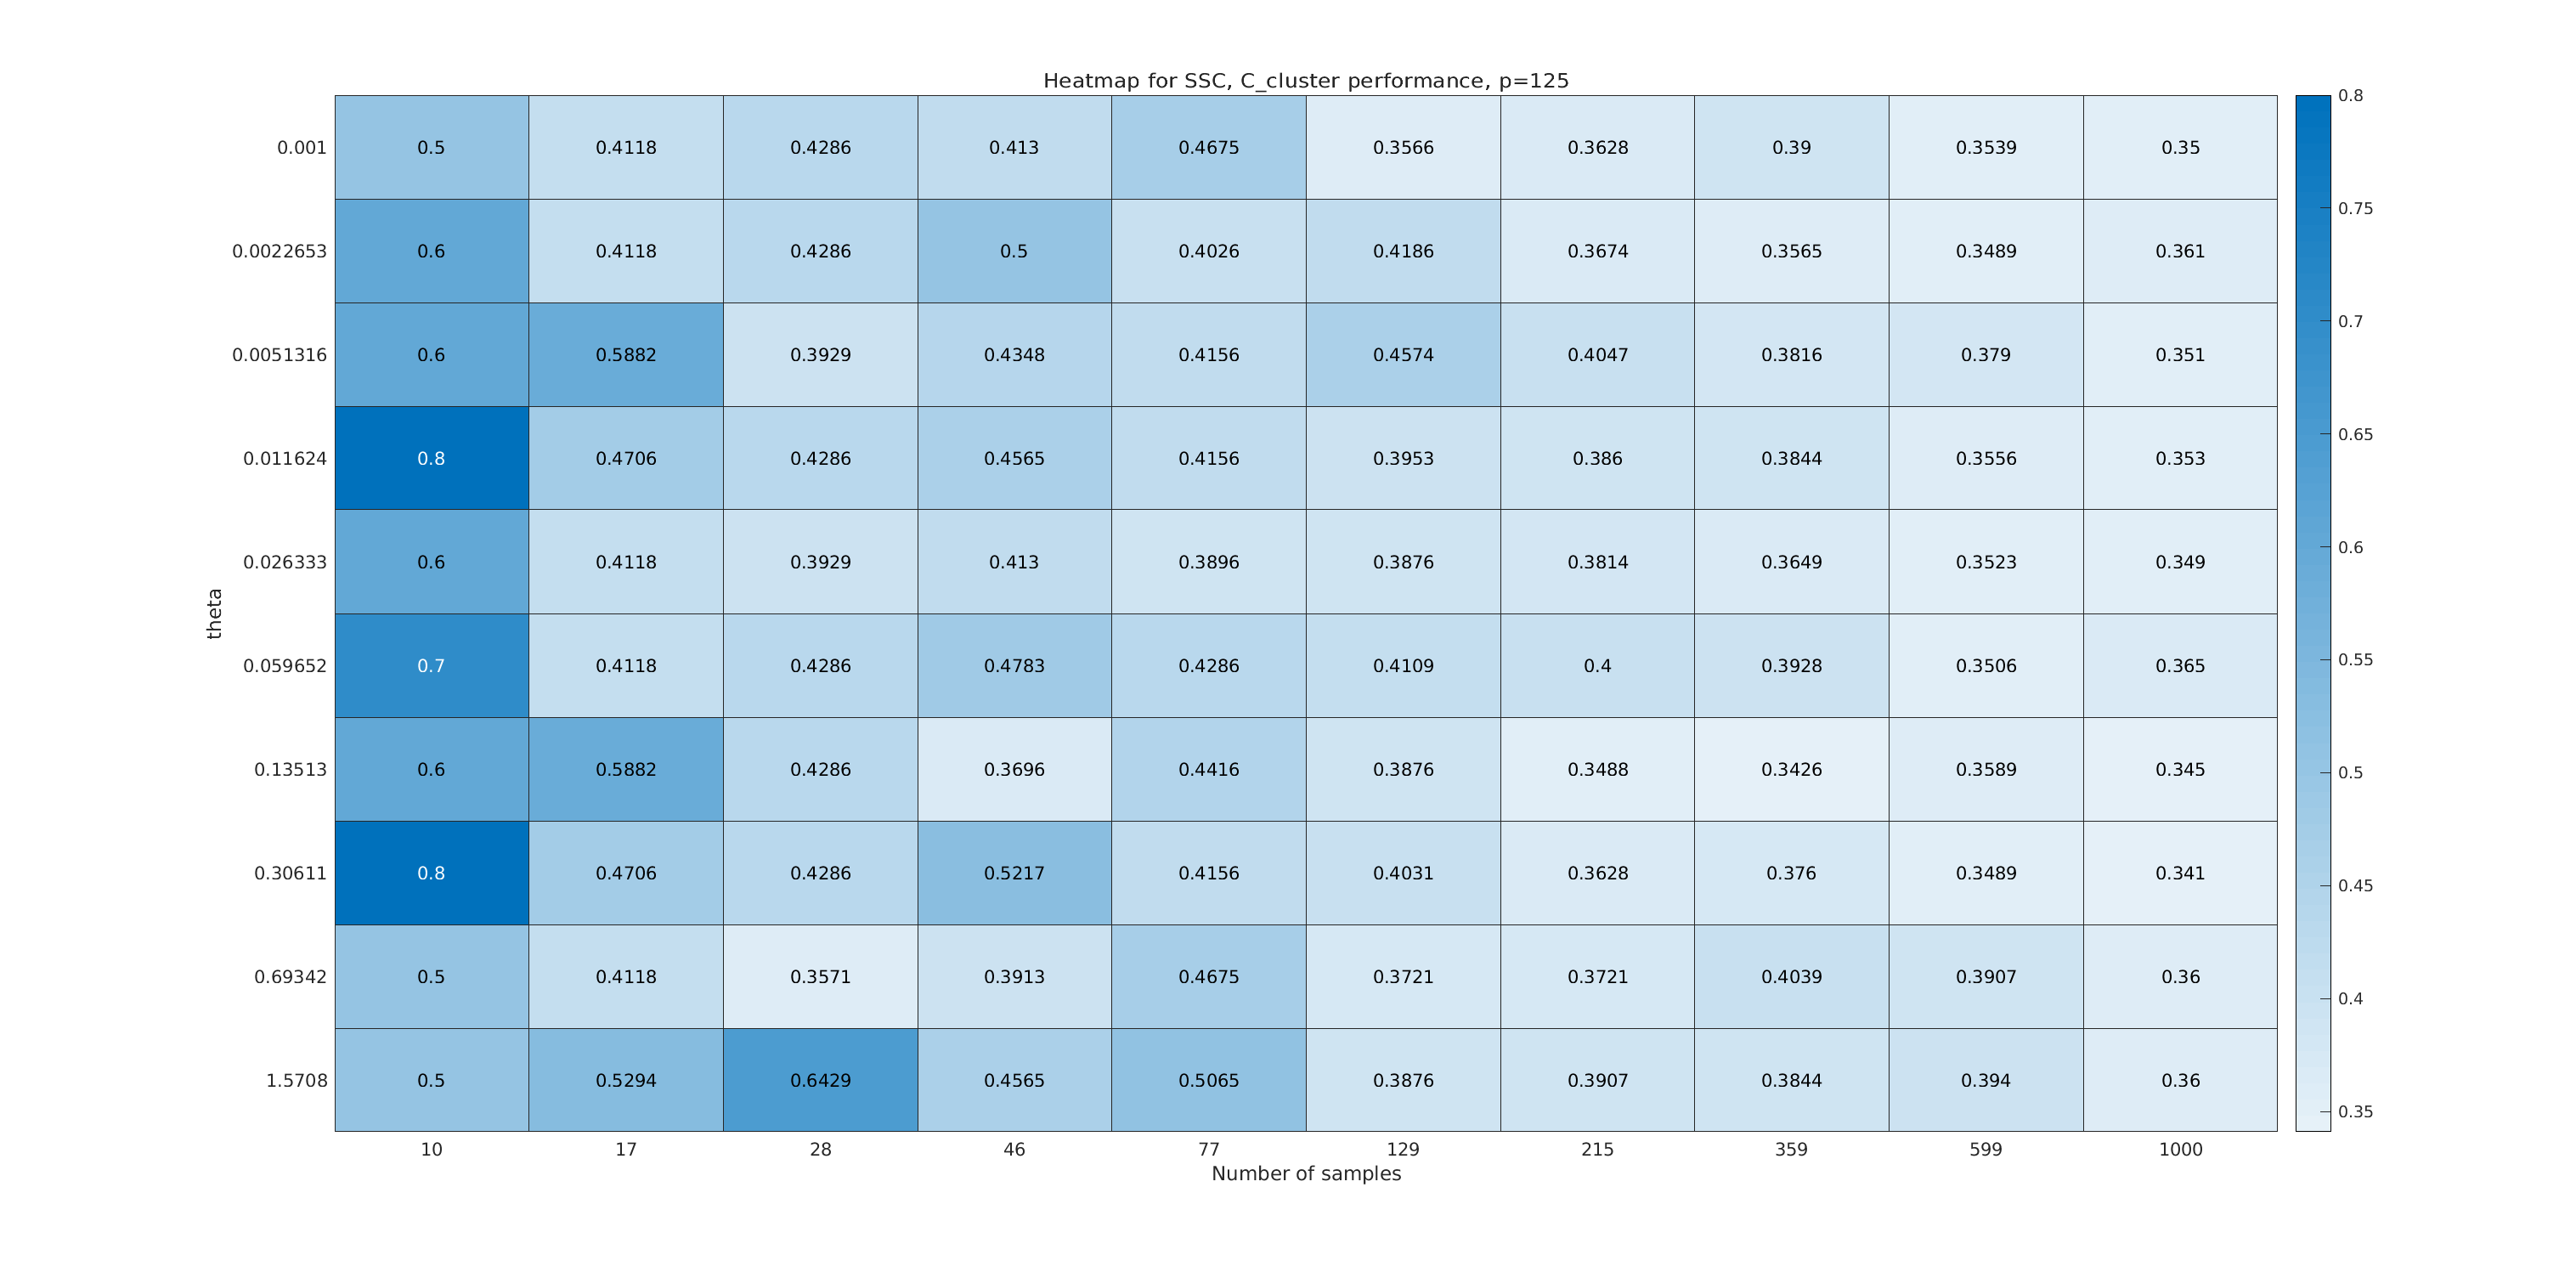 Heatmap for SSC, C_cluster performance, p=125
0.001 0.5 0.4118 0.4286 0.413 0.4675 0.3566 0.3628 0.39 0.3539 0.35
0.0022653 0.6 0.4118 0.4286 0.5 0.4026 0.4186 0.3674 0.3565 0.3489 0.361
0.0051316 0.6 0.5882 0.3929 0.4348 0.4156 0.4574 0.4047 0.3816 0.379 0.351
0.011624 0.8 0.4706 0.4286 0.4565 0.4156 0.3953 0.386 0.3844 0.3556 0.353
0.026333 0.6 0.4118 0.3929 0.413 0.3896 0.3876 0.3814 0.3649 0.3523 0.349
0.059652 0.7 0.4118 0.4286 0.4783 0.4286 0.4109 0.4 0.3928 0.3506 0.365
0.13513 0.6 0.5882 0.4286 0.3696 0.4416 0.3876 0.3488 0.3426 0.3589 0.345
0.30611 0.8 0.4706 0.4286 0.5217 0.4156 0.4031 0.3628 0.376 0.3489 0.341
0.69342 0.5 0.4118 0.3571 0.3913 0.4675 0.3721 0.3721 0.4039 0.3907 0.36
1.5708 0.5 0.5294 0.6429 0.4565 0.5065 0.3876 0.3907 0.3844 0.394 0.36
10 17 28 46 77 129 215 359 599 1000
Number of samples
theta
0.8
0.75
0.7
0.65
0.6
0.55
0.5
0.45
0.4
0.35